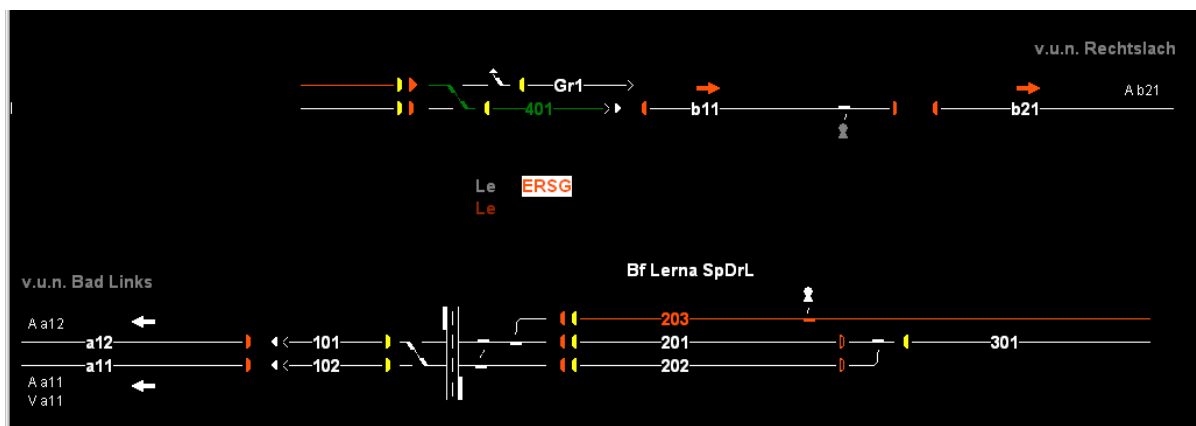 v.u.n. Rechtslach
Gr1
A b21
401
b11
b21
Le ERSG
Le
Bf Lerna SpDrL
v.u.n. Bad Links
A a12
203
a12
101
201
301
a11
102
202
A a11
V a11